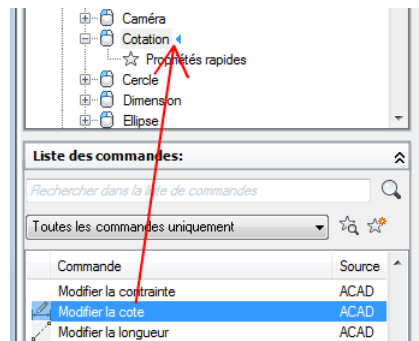 Caméra
Cotation
Propriétés rapides
Cercle
Dimension
Ellipse
Liste des commandes:
Rechercher dans la liste de commandes
Toutes les commandes uniquement
Commande Source
Modifier la contrainte ACAD
Modifier la cote ACAD
Modifier la longueur ACAD